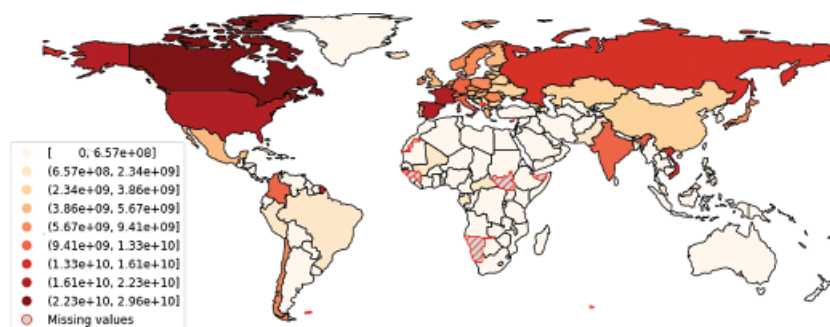 [ 0, 6.57e+08]
(6.57e+08, 2.34e+09]
(2.34e+09, 3.86e+09]
(3.86e+09, 5.67e+09]
(5.67e+09, 9.41e+09]
(9.41e+09, 1.33e+10]
(1.33e+10, 1.61e+10]
(1.61e+10, 2.23e+10]
(2.23e+10, 2.96e+10]
Missing values